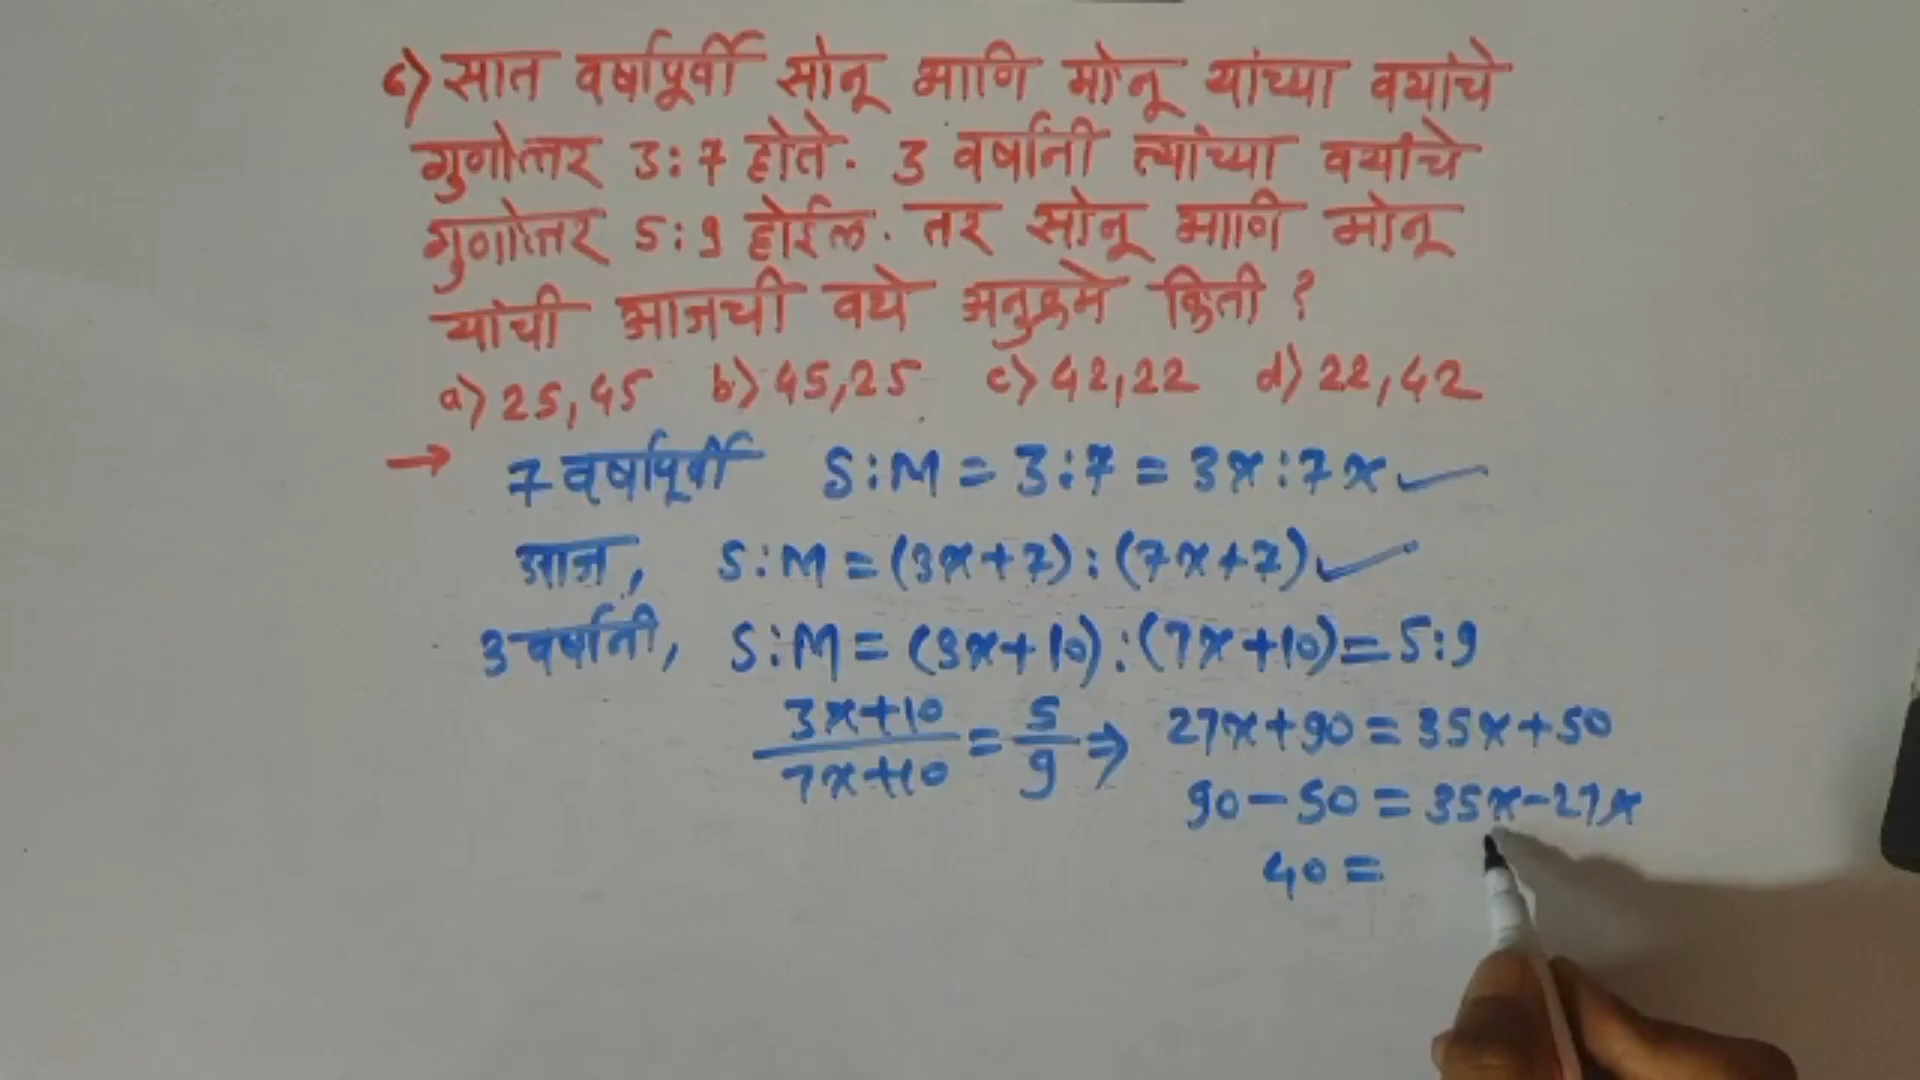 6) सात वर्षापूर्वी सोनू आणि मोनू यांच्या वयांचे
गुणोत्तर 3:7 होते. 3 वर्षांनी त्यांच्या वयांचे
गुणोत्तर 5:9 होईल. तर सोनू आणि मोनू
यांची आजची वये अनुक्रमे किती ?
a) 25,45 b) 45,25 c) 42,22 d) 22,42
→ 7 वर्षापूर्वी S:M = 3:7 = 3x:7x ✓
आज, S:M = (3x+7):(7x+7) ✓
3 वर्षानी, S:M = (3x+10):(7x+10) = 5:9
3x+10/7x+10 = 5/9 ⇒ 27x+90 = 35x+50
90-50 = 35x-27x
40 =